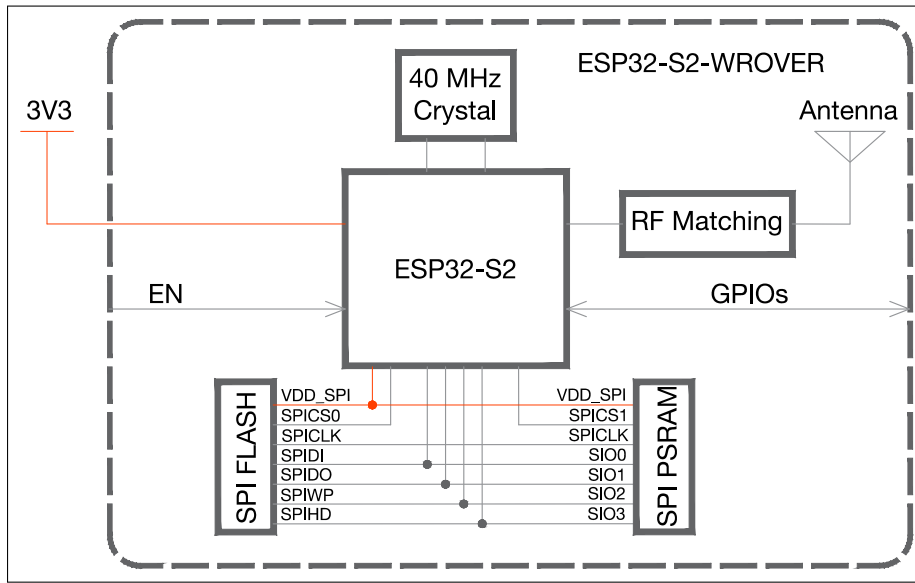 ESP32-S2-WROVER
40 MHz
Crystal
3V3
Antenna
RF Matching
ESP32-S2
EN
GPIOs
SPI FLASH
VDD_SPI
SPICS0
SPICLK
SPIDI
SPIDO
SPIWP
SPIHD
VDD_SPI
SPICS1
SPICLK
SIO0
SIO1
SIO2
SIO3
SPI PSRAM